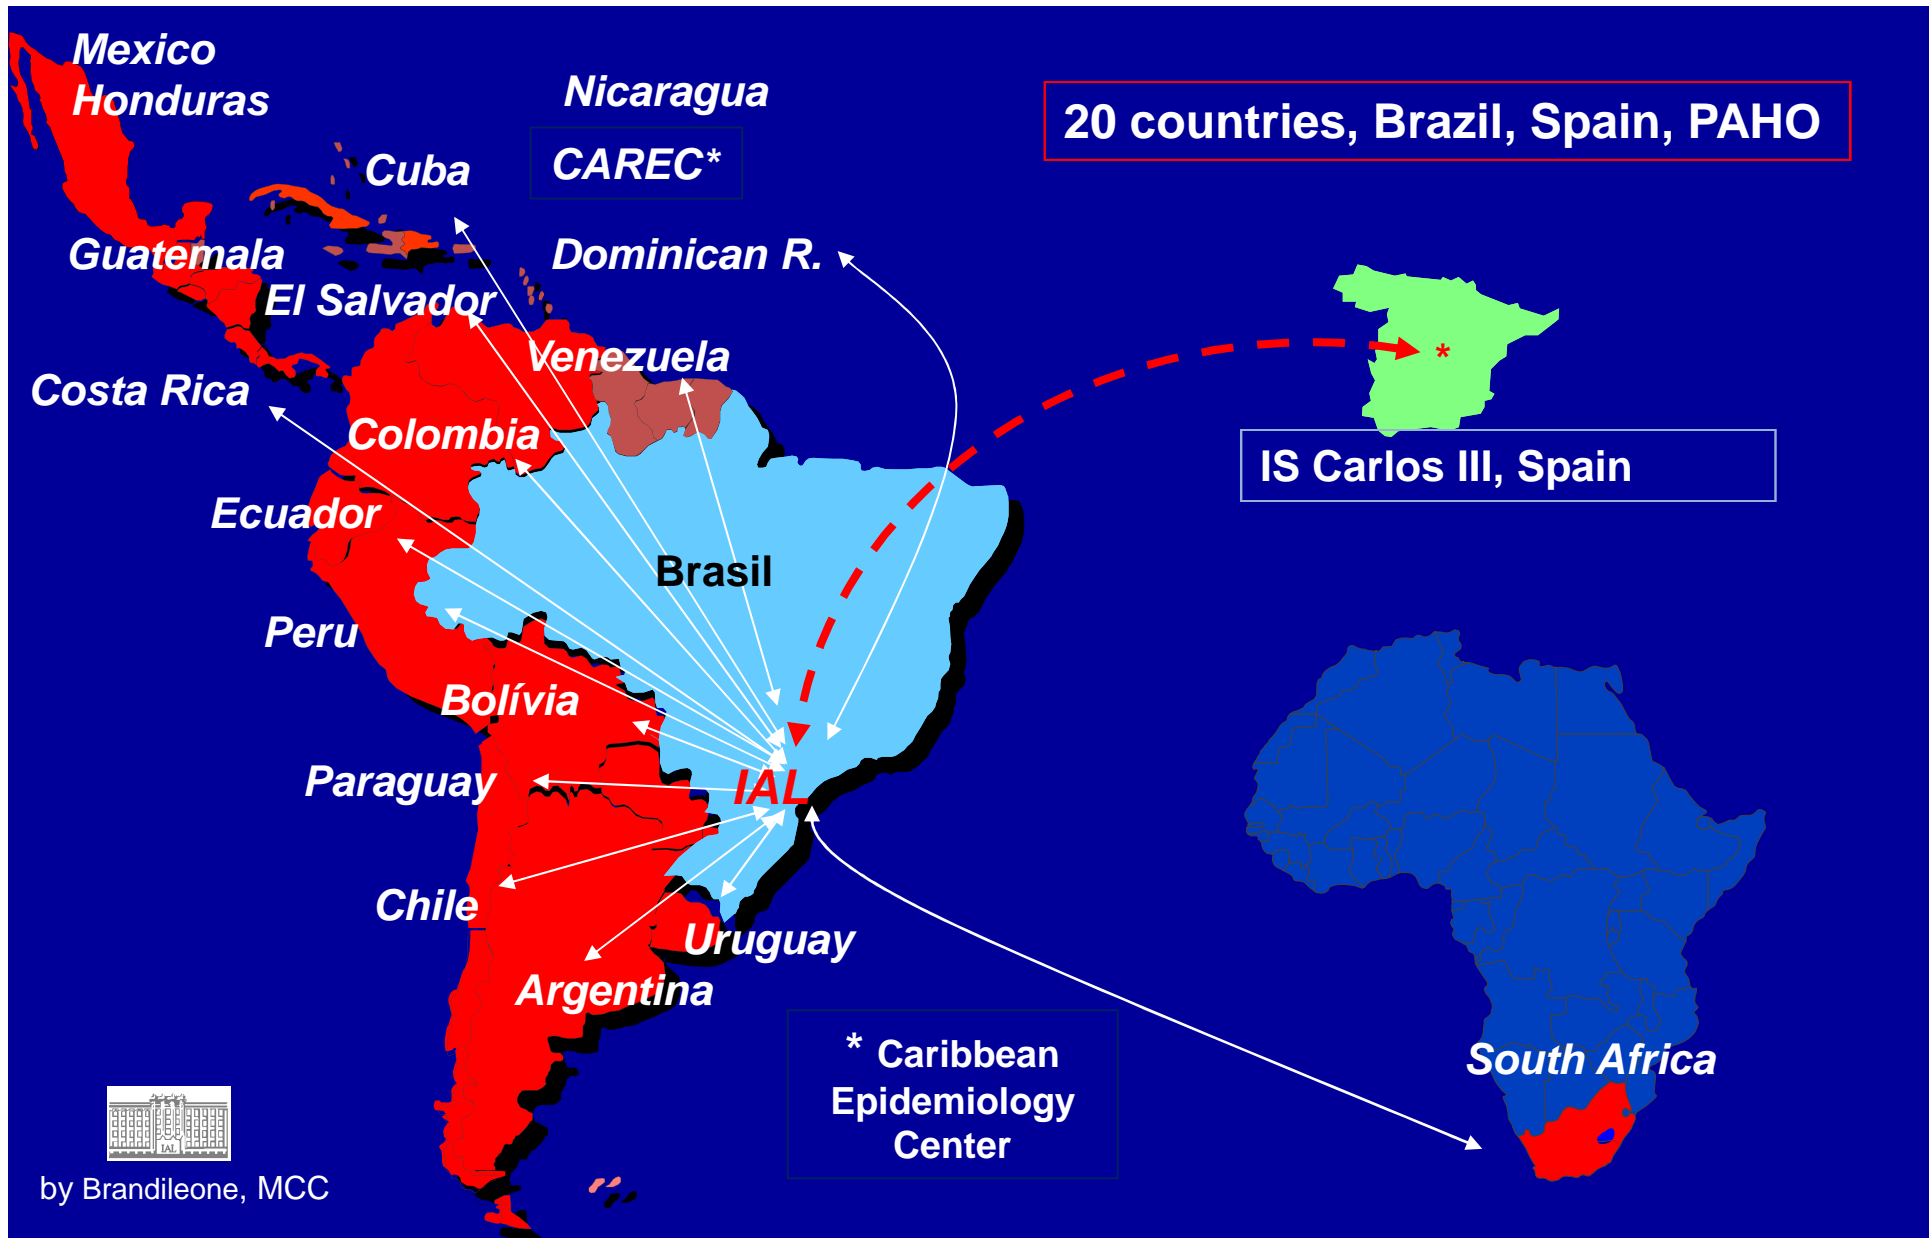 Mexico
Honduras
Nicaragua
20 countries, Brazil, Spain, PAHO
CAREC*
Cuba
Guatemala
Dominican R.
El Salvador
Venezuela
*
Costa Rica
Colombia
IS Carlos III, Spain
Ecuador
Brasil
Peru
Bolívia
Paraguay
IAL
Chile
Uruguay
Argentina
* Caribbean
Epidemiology
Center
South Africa
IAL
by Brandileone, MCC